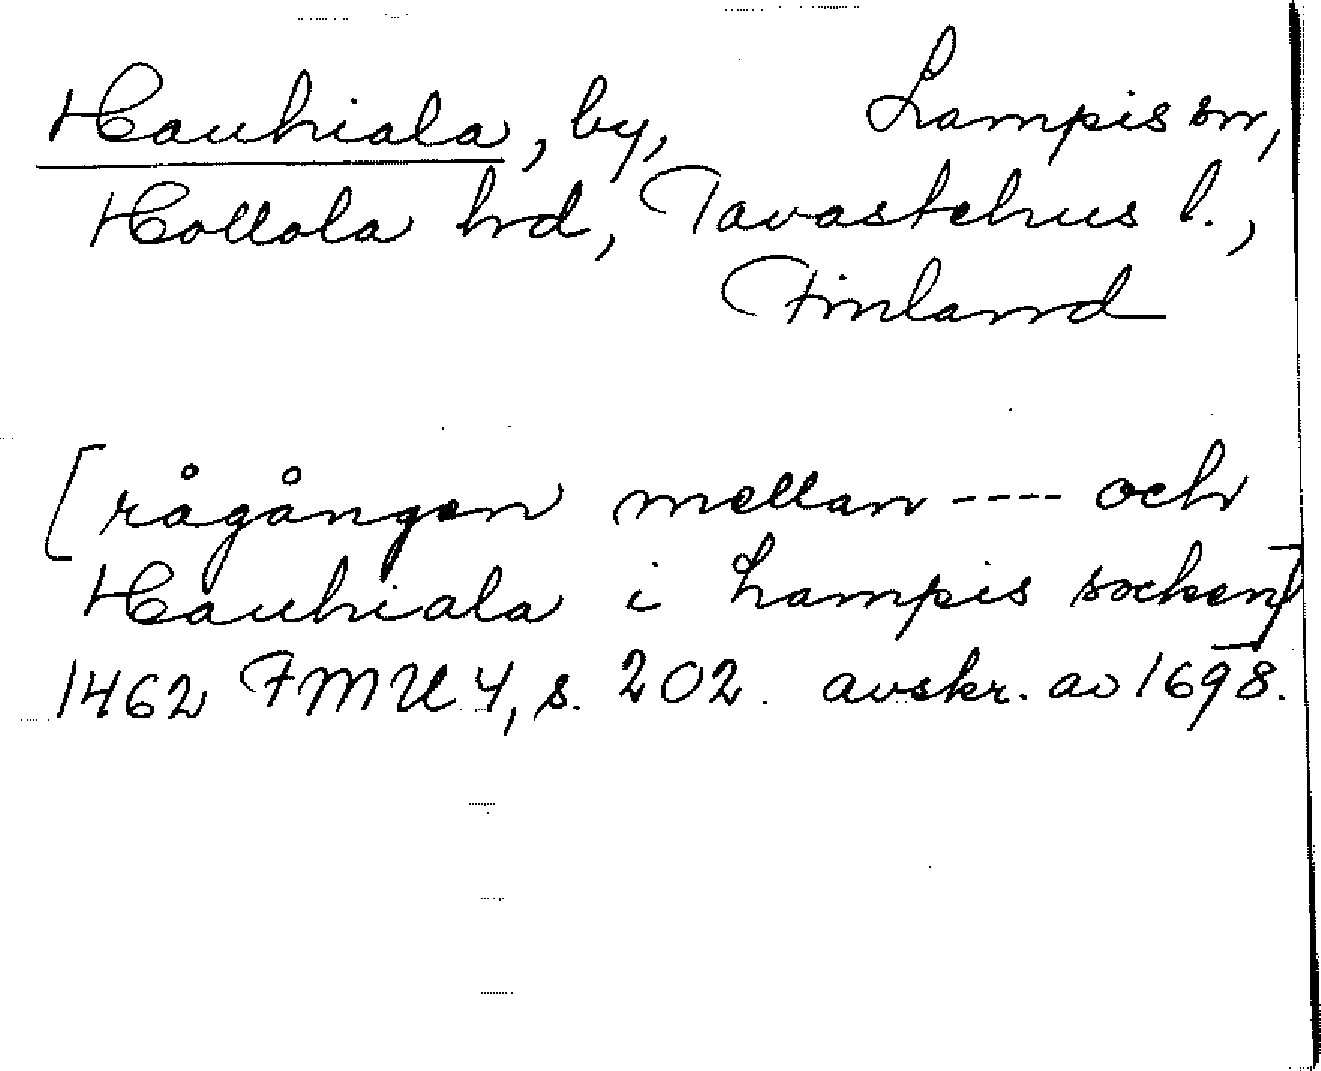 Hauhiala, by, Lampis sn,
Hollola hrd, Tavastehus l.,
Finland
[rågången mellan ---- och
Hauhiala i Lampis socken]
1462 FMU 4, s. 202. avskr. av 1698.